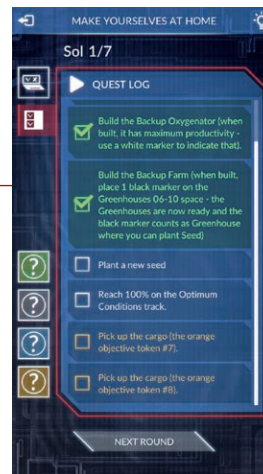 MAKE YOURSELVES AT HOME
Sol 1/7
QUEST LOG
Build the Backup Oxygenator (when
built, it has maximum productivity -
use a white marker to indicate that).
Build the Backup Farm (when built,
place 1 black marker on the
Greenhouses 06-10 space - the
Greenhouses are now ready and the
black marker counts as Greenhouse
where you can plant Seed)
Plant a new seed
Reach 100% on the Optimum
Conditions track.
Pick up the cargo (the orange
objective token #7).
Pick up the cargo (the orange
objective token #8).
?
?
?
?
NEXT ROUND